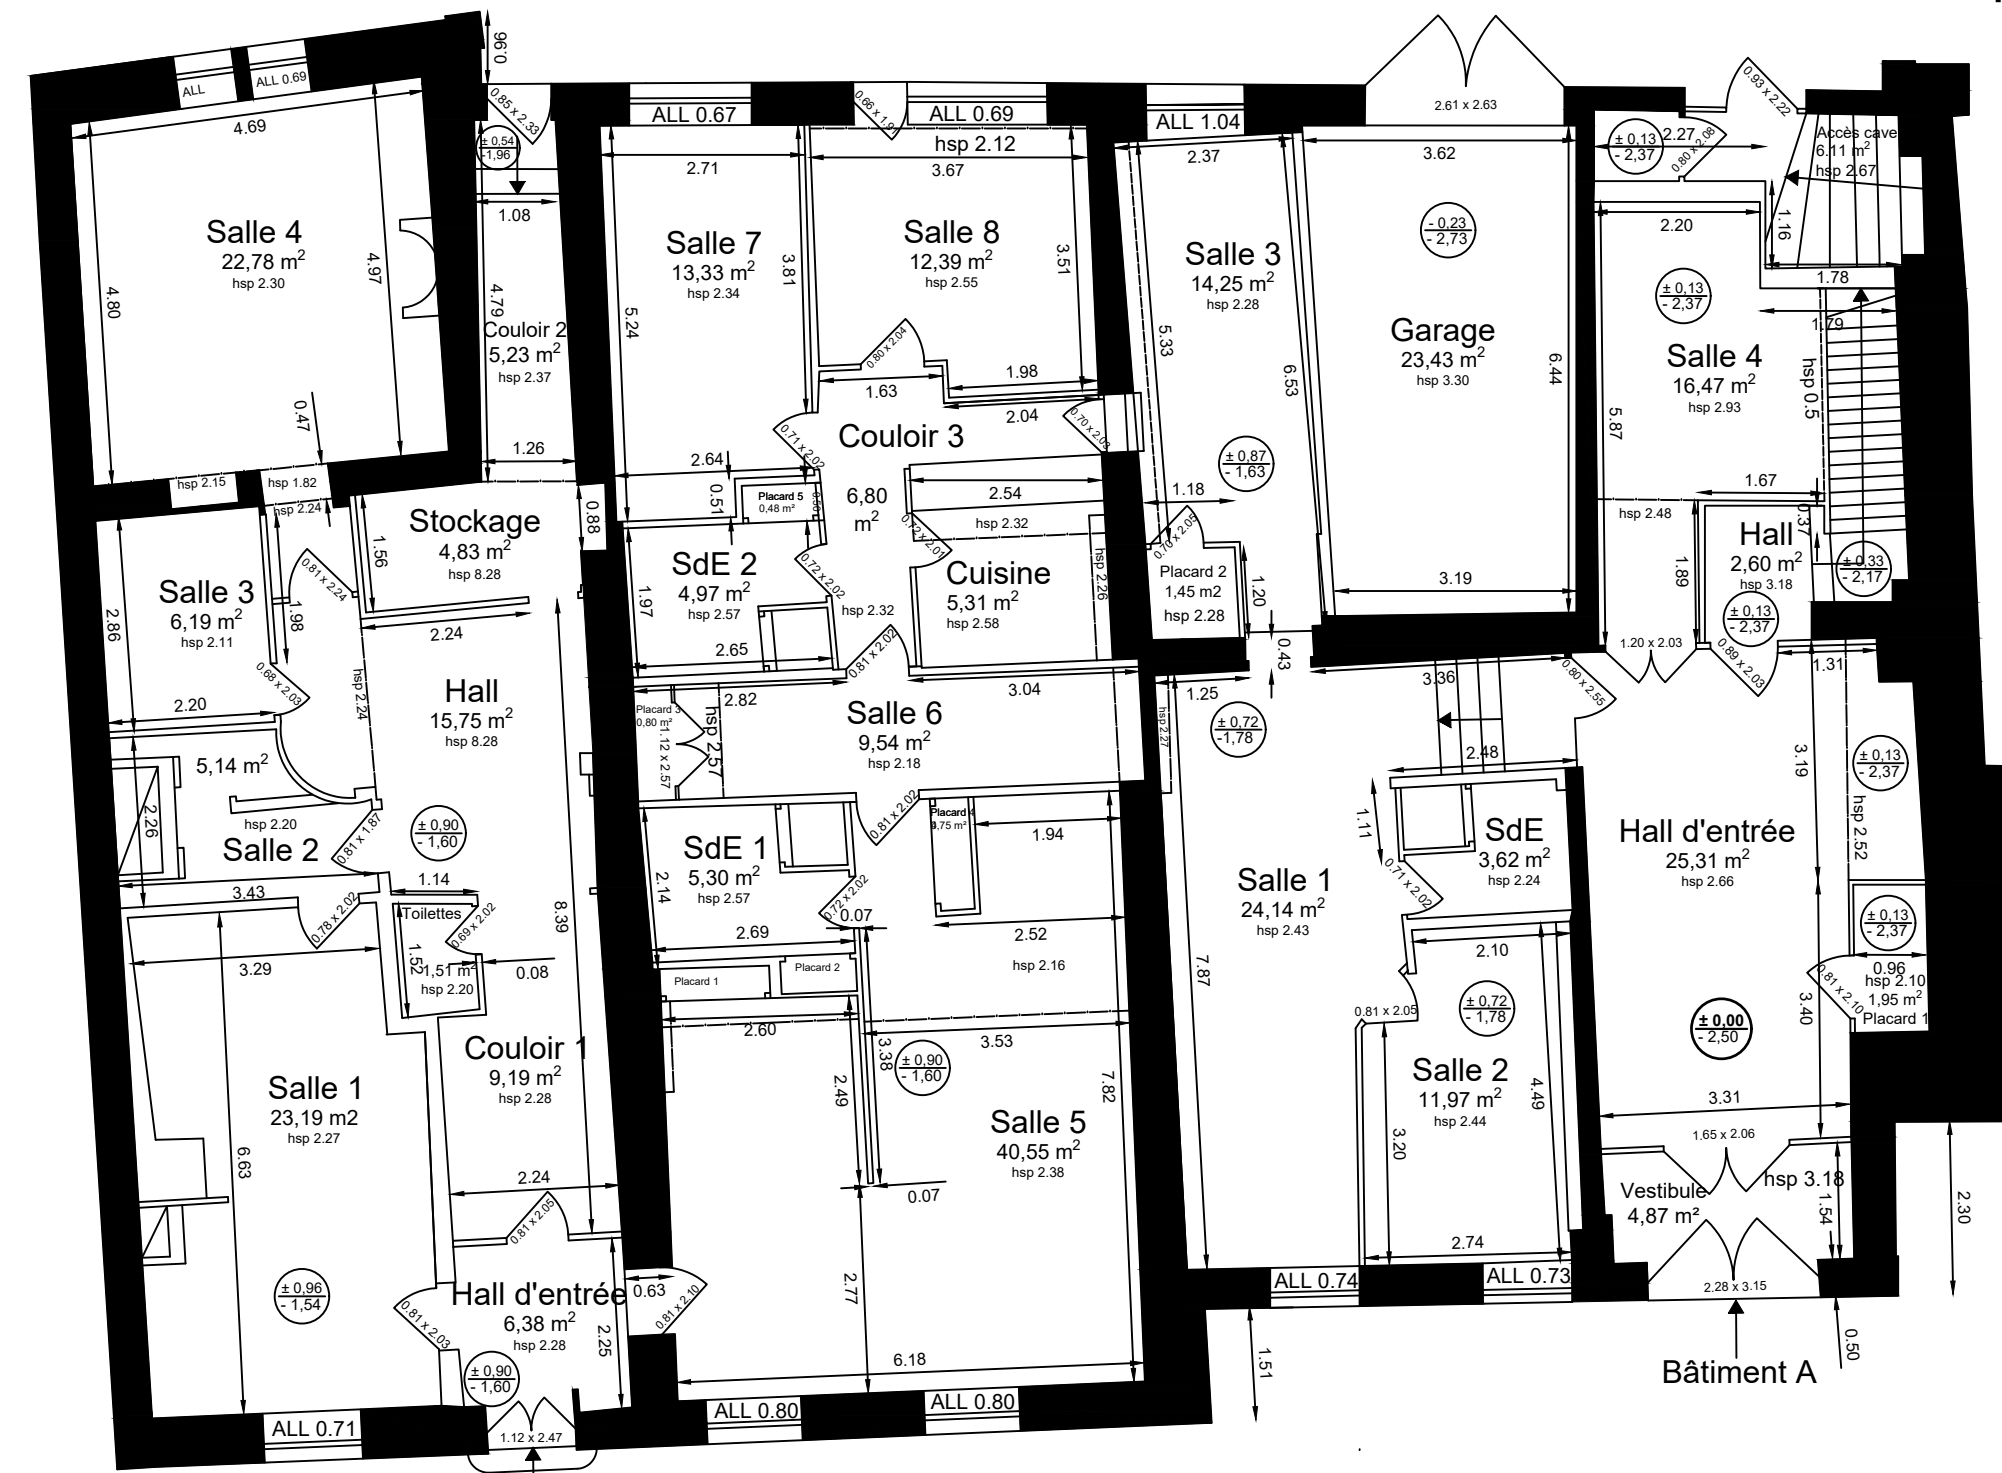 ALL
ALL 0.69
4.69
Salle 4
22,78 m²
hsp 2.30
4.80
4.97
0.47
hsp 2.15
hsp 1.82
hsp 2.24
0.96
0.85 x 2.33
± 0,54
-1,96
1.08
4.79
Couloir 2
5,23 m²
hsp 2.37
1.26
0.88
Stockage
4,83 m²
hsp 8.28
1.56
2.24
0.81 x 2.24
1.98
Salle 3
6,19 m²
hsp 2.11
2.86
2.20
0.68 x 2.03
hsp 2.24
Hall
15,75 m²
hsp 8.28
5,14 m²
2.26
hsp 2.20
Salle 2
0.81 x 1.87
± 0,90
- 1,60
3.43
0.78 x 2.02
1.14
Toilettes
0.69 x 2.02
1.52
1,51 m²
hsp 2.20
0.08
8.39
3.29
Salle 1
23,19 m2
hsp 2.27
6.63
Couloir 1
9,19 m²
hsp 2.28
2.24
0.81 x 2.05
± 0,96
- 1,54
0.81 x 2.03
Hall d'entrée
6,38 m²
hsp 2.28
2.25
± 0,90
- 1,60
ALL 0.71
1.12 x 2.47
0.63
0.81 x 2.10
ALL 0.67
2.71
Salle 7
13,33 m²
hsp 2.34
3.81
5.24
2.64
0.51
Placard 5
0,48 m²
0.71 x 2.02
0.66 x 1.91
ALL 0.69
hsp 2.12
3.67
Salle 8
12,39 m²
hsp 2.55
3.51
0.80 x 2.04
1.63
1.98
2.04
Couloir 3
6,80
m²
0.70 x 2.03
2.54
hsp 2.32
0.72 x 2.01
SdE 2
4,97 m²
hsp 2.57
1.97
0.72 x 2.02
hsp 2.32
2.65
0.81 x 2.02
Cuisine
5,31 m²
hsp 2.58
hsp 2.26
2.82
3.04
Placard 3
0,80 m²
1.12 x 2.57
hsp 2.57
Salle 6
9,54 m²
hsp 2.18
SdE 1
5,30 m²
hsp 2.57
2.14
0.81 x 2.02
1.94
0.72 x 2.02
0.07
2.69
2.52
hsp 2.16
Placard 1
Placard 2
2.60
3.53
3.38
2.49
± 0,90
- 1,60
7.82
Salle 5
40,55 m²
hsp 2.38
0.07
2.77
6.18
ALL 0.80
ALL 0.80
ALL 1.04
2.37
Salle 3
14,25 m²
hsp 2.28
5.33
6.53
± 0,87
-1,63
1.18
0.70 x 2.05
Placard 2
1,45 m2
hsp 2.28
1.20
0.43
2.61 x 2.63
3.62
- 0,23
- 2,73
Garage
23,43 m²
hsp 3.30
6.44
3.19
1.25
hsp 2.27
± 0,72
-1,78
3.36
0.80 x 2.55
2.48
1.11
SdE
3,62 m²
hsp 2.24
0.71 x 2.02
Salle 1
24,14 m²
hsp 2.43
7.87
2.10
0.81 x 2.05
± 0,72
-1,78
Salle 2
11,97 m²
hsp 2.44
4.49
3.20
2.74
ALL 0.74
ALL 0.73
1.51
0.93 x 2.22
± 0,13
- 2,37
2.27
0.80 x 2.08
Accès cave
6.11 m²
hsp 2.67
2.20
1.16
1.78
1.79
± 0,13
- 2,37
Salle 4
16,47 m²
hsp 2.93
hsp 0.5
5.87
1.67
hsp 2.48
0.37
Hall
2,60 m²
hsp 3.18
1.89
± 0,33
- 2,17
± 0,13
- 2,37
1.20 x 2.03
0.89 x 2.03
1.31
3.19
± 0,13
- 2,37
hsp 2.52
Hall d'entrée
25,31 m²
hsp 2.66
± 0,13
- 2,37
0.96
hsp 2.10
1,95 m²
Placard 1
0.81 x 2.10
3.40
± 0,00
- 2,50
3.31
1.65 x 2.06
Vestibule
4,87 m²
hsp 3.18
1.54
2.28 x 3.15
2.30
0.50
Bâtiment A